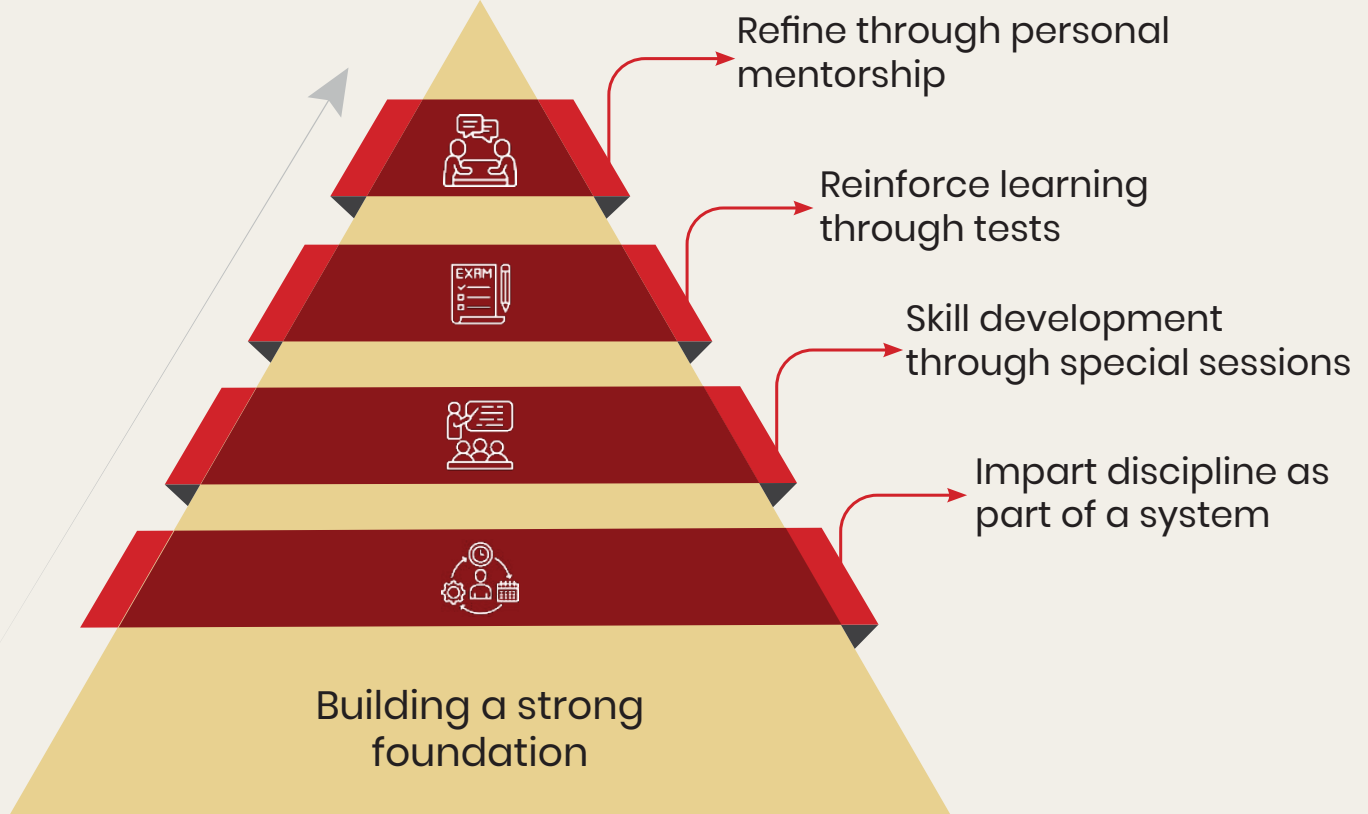 Refine through personal
mentorship
Reinforce learning
through tests
EXAM
Skill development
through special sessions
Impart discipline as
part of a system
Building a strong
foundation